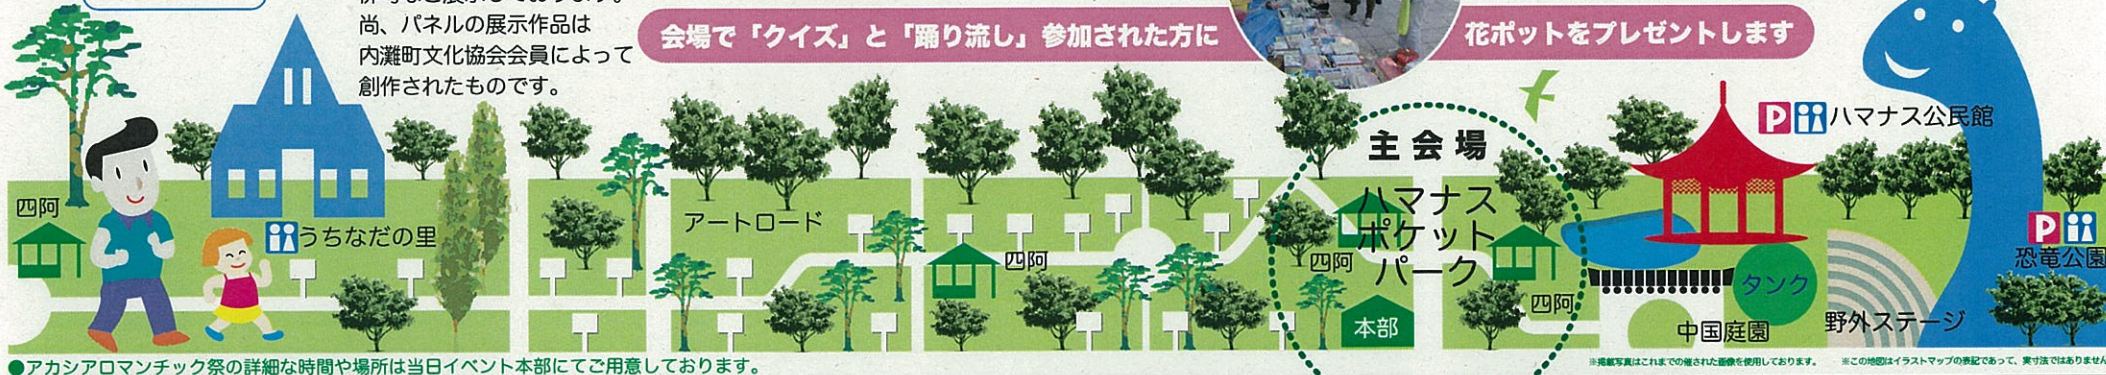 尚、パネルの展示作品は
内灘町文化協会会員によって
創作されたものです。
会場で「クイズ」と「踊り流し」参加された方に
花ポットをプレゼントします
P ハマナス公民館
主会場
ハマナス
ポケット
パーク
四阿
うちなだの里
アートロード
四阿
四阿
四阿
本部
タンク
中国庭園
野外ステージ
P
恐竜公園
●アカシアロマンチック祭の詳細な時間や場所は当日イベント本部にてご用意しております。
※掲載写真はこれまでの催された画像を使用しております。
※この地図はイラストマップの表記であって、実寸法ではありません